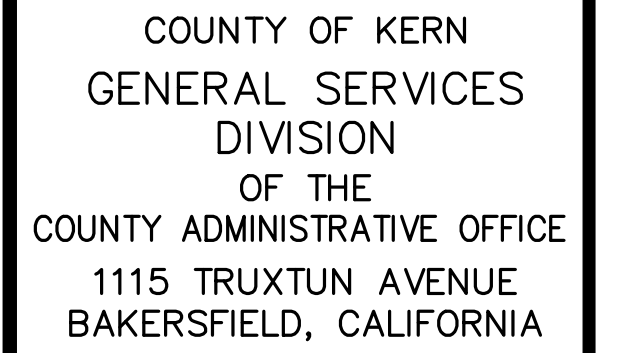 COUNTY OF KERN
GENERAL SERVICES
DIVISION
OF THE
COUNTY ADMINISTRATIVE OFFICE
1115 TRUXTUN AVENUE
BAKERSFIELD, CALIFORNIA